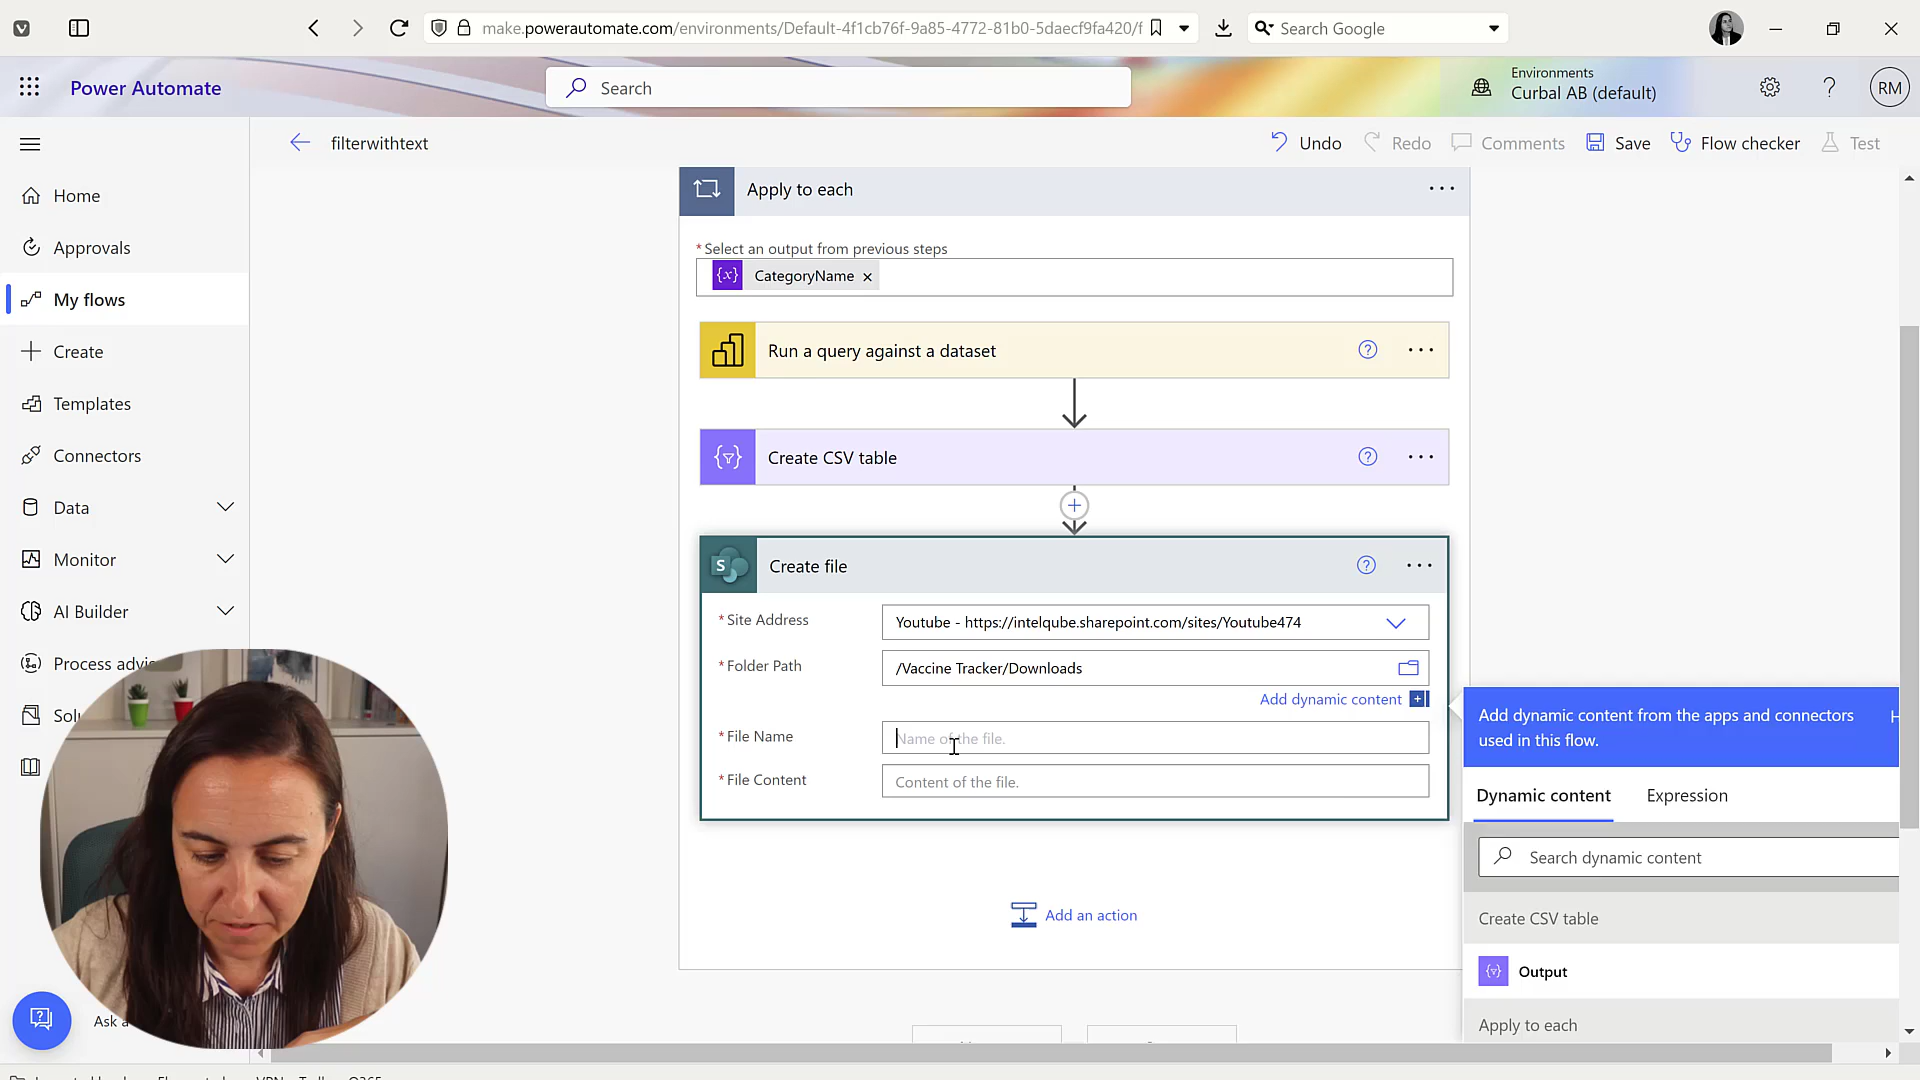 make.powerautomate.com/environments/Default-4f1cb76f-9a85-4772-81b0-5daecf9fa420/f
Search Google
Power Automate
Search
Environments
Curbal AB (default)
RM
filterwithtext
Undo
Redo
Comments
Save
Flow checker
Test
Home
Approvals
My flows
Create
Templates
Connectors
Data
Monitor
AI Builder
Process advis
Solu
Ask a
Apply to each
* Select an output from previous steps
CategoryName
Run a query against a dataset
Create CSV table
Create file
* Site Address
Youtube - https://intelqube.sharepoint.com/sites/Youtube474
* Folder Path
/Vaccine Tracker/Downloads
Add dynamic content
* File Name
Name of the file.
* File Content
Content of the file.
Add an action
Add dynamic content from the apps and connectors
used in this flow.
Dynamic content
Expression
Search dynamic content
Create CSV table
Output
Apply to each